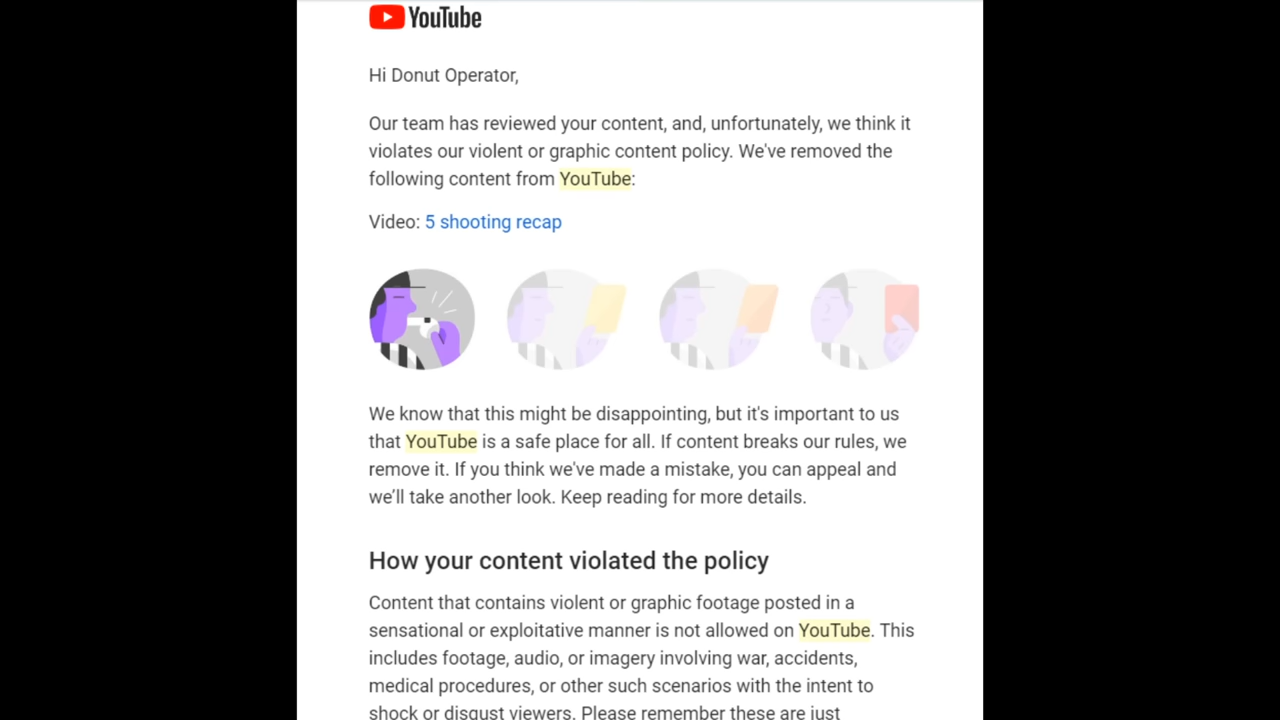 YouTube
Hi Donut Operator,
Our team has reviewed your content, and, unfortunately, we think it
violates our violent or graphic content policy. We've removed the
following content from YouTube:
Video: 5 shooting recap
We know that this might be disappointing, but it's important to us
that YouTube is a safe place for all. If content breaks our rules, we
remove it. If you think we've made a mistake, you can appeal and
we'll take another look. Keep reading for more details.
How your content violated the policy
Content that contains violent or graphic footage posted in a
sensational or exploitative manner is not allowed on YouTube. This
includes footage, audio, or imagery involving war, accidents,
medical procedures, or other such scenarios with the intent to
shock or disgust viewers. Please remember these are just